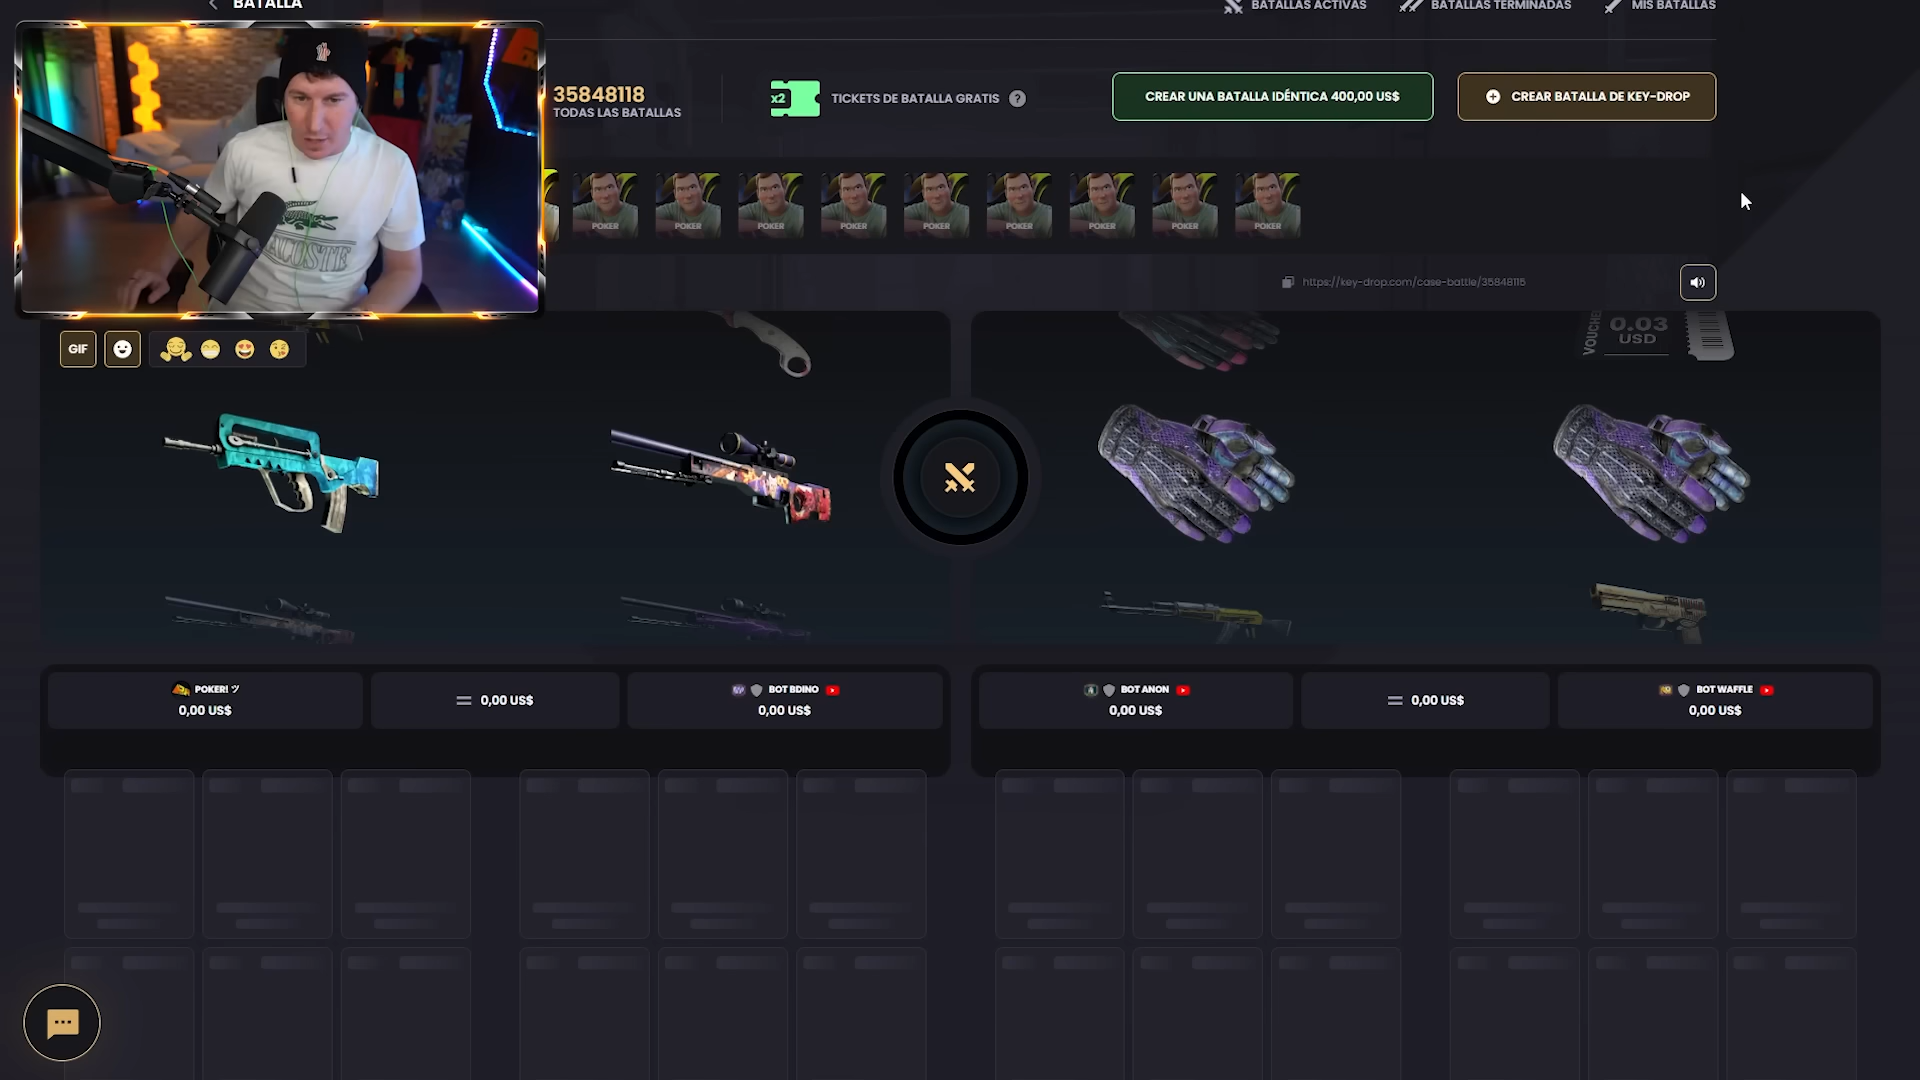 BATALLA
BATALLAS ACTIVAS
BATALLAS TERMINADAS
MIS BATALLAS
35848118
TODAS LAS BATALLAS
x2
TICKETS DE BATALLA GRATIS
?
CREAR UNA BATALLA IDÉNTICA 400,00 US$
CREAR BATALLA DE KEY-DROP
POKER
POKER
POKER
POKER
POKER
POKER
POKER
POKER
POKER
https://key-drop.com/case-battle/35848115
GIF
VOUCHER
0.03
USD
POKER! ツ
0,00 US$
= 0,00 US$
BOT BDINO
0,00 US$
BOT ANON
0,00 US$
= 0,00 US$
BOT WAFFLE
0,00 US$